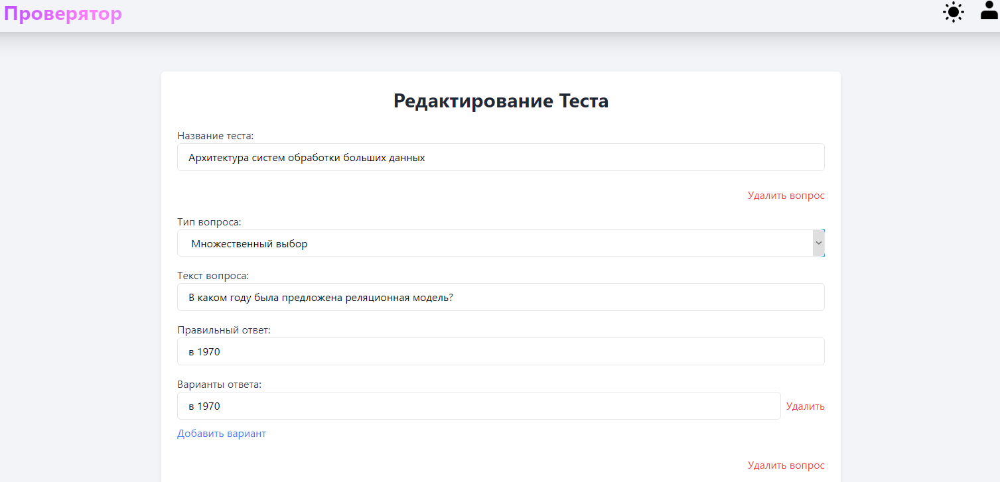 Проверятор
Редактирование Теста
Название теста:
Архитектура систем обработки больших данных
Удалить вопрос
Тип вопроса:
Множественный выбор
Текст вопроса:
В каком году была предложена реляционная модель?
Правильный ответ:
в 1970
Варианты ответа:
в 1970 Удалить
Добавить вариант
Удалить вопрос